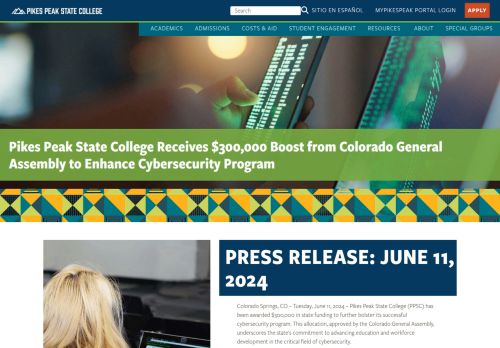 PIKES PEAK STATE COLLEGE
Search
SITIO EN ESPAÑOL
MYPIKESPEAK PORTAL LOGIN
APPLY
ACADEMICS ADMISSIONS COSTS & AID STUDENT ENGAGEMENT RESOURCES ABOUT SPECIAL GROUPS
Pikes Peak State College Receives $300,000 Boost from Colorado General
Assembly to Enhance Cybersecurity Program
PRESS RELEASE: JUNE 11,
2024
Colorado Springs, CO – Tuesday, June 11, 2024 – Pikes Peak State College (PPSC) has
been awarded $300,000 in state funding to further bolster its successful
cybersecurity program. This allocation, approved by the Colorado General Assembly,
underscores the state's commitment to advancing education and workforce
development in the critical field of cybersecurity.